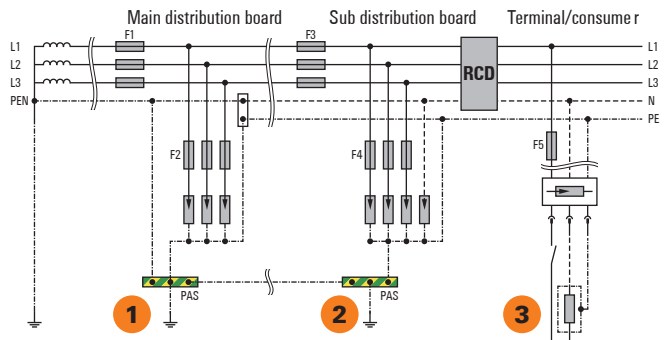 Main distribution board Sub distribution board Terminal/consumer
F1 F3
L1 L1
L2 RCD L2
L3 L3
PEN N
PE
F2 F4 F5
PAS PAS
1 2 3